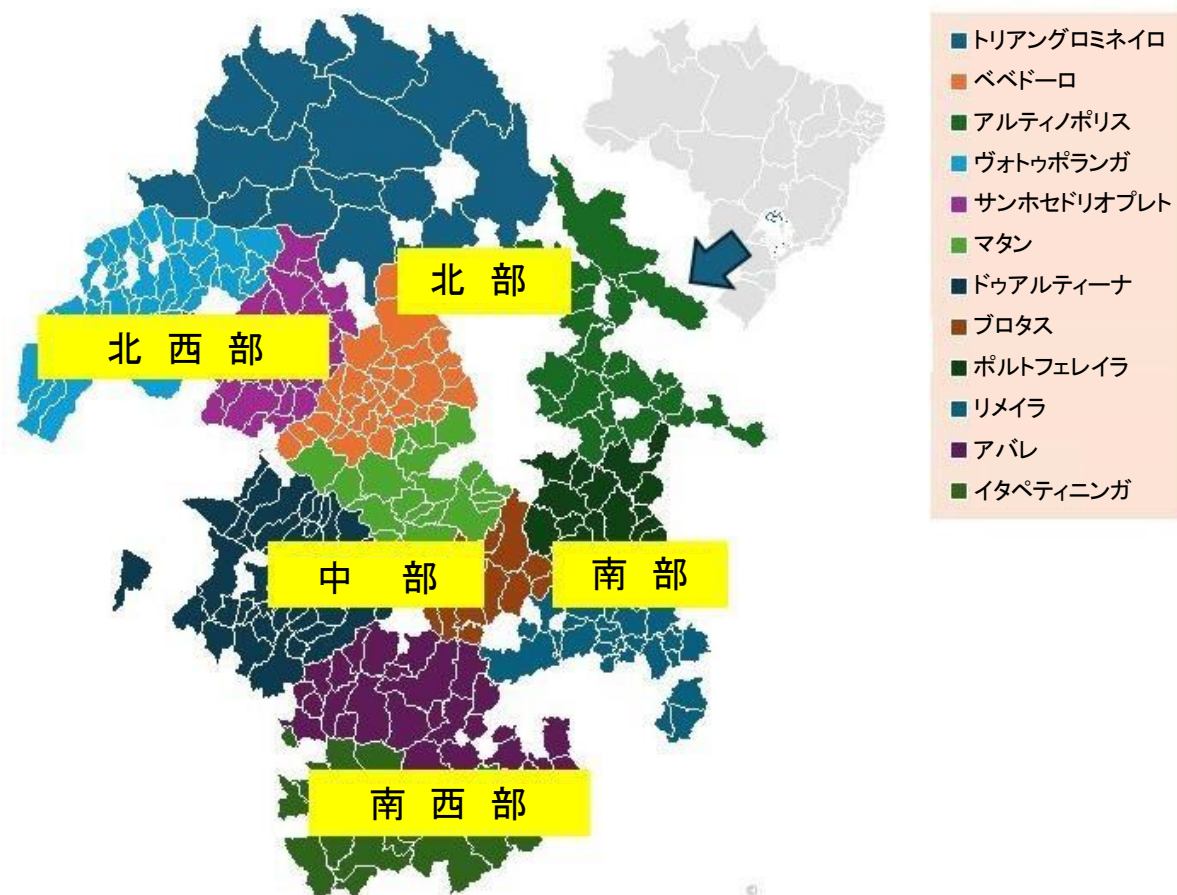 トリアングロミネイロ
ベベドーロ
アルティノポリス
ヴォトゥポランガ
サンホセドリオプレト
マタン
ドゥアルティーナ
ブロタス
ポルトフェレイラ
リメイラ
アバレ
イタペティニンガ
北 部
北 西 部
中 部
南 部
南 西 部
©